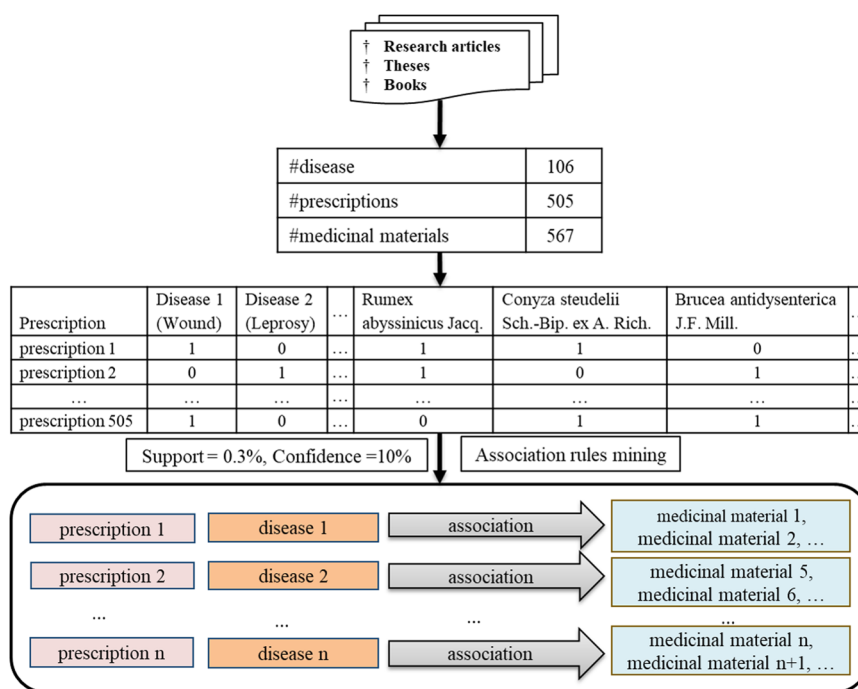 † Research articles
† Theses
† Books
#disease 106
#prescriptions 505
#medicinal materials 567
Prescription Disease 1 (Wound) Disease 2 (Leprosy) … Rumex abyssinicus Jacq. Conyza steudelii Sch.-Bip. ex A. Rich. Brucea antidysenterica J.F. Mill. …
prescription 1 1 0 … 1 1 0 …
prescription 2 0 1 … 1 0 1 …
… … … … … … …
prescription 505 1 0 … 0 1 1 …
Support = 0.3%, Confidence =10% Association rules mining
prescription 1 disease 1 association medicinal material 1,
medicinal material 2, …
prescription 2 disease 2 association medicinal material 5,
medicinal material 6, …
... ... ... ...
prescription n disease n association medicinal material n,
medicinal material n+1, …